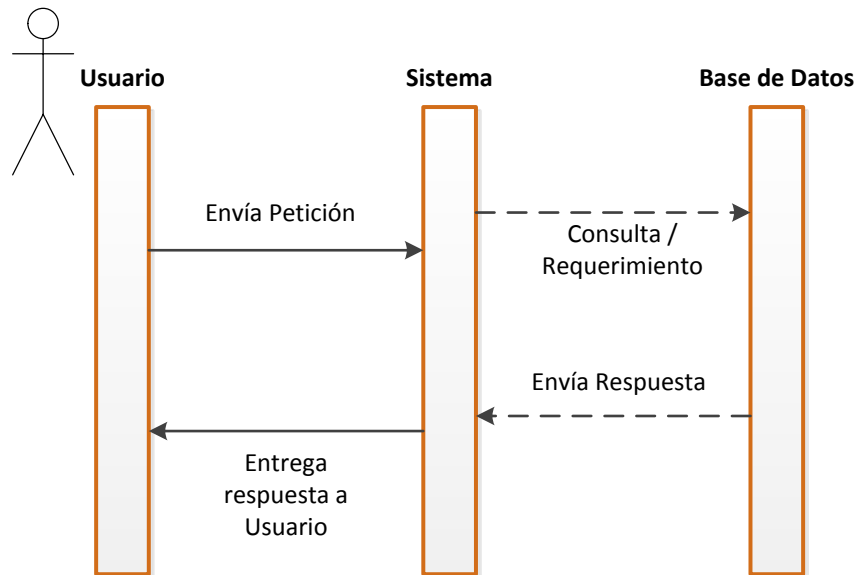 Usuario
Sistema
Base de Datos
Envía Petición
Consulta /
Requerimiento
Envía Respuesta
Entrega
respuesta a
Usuario